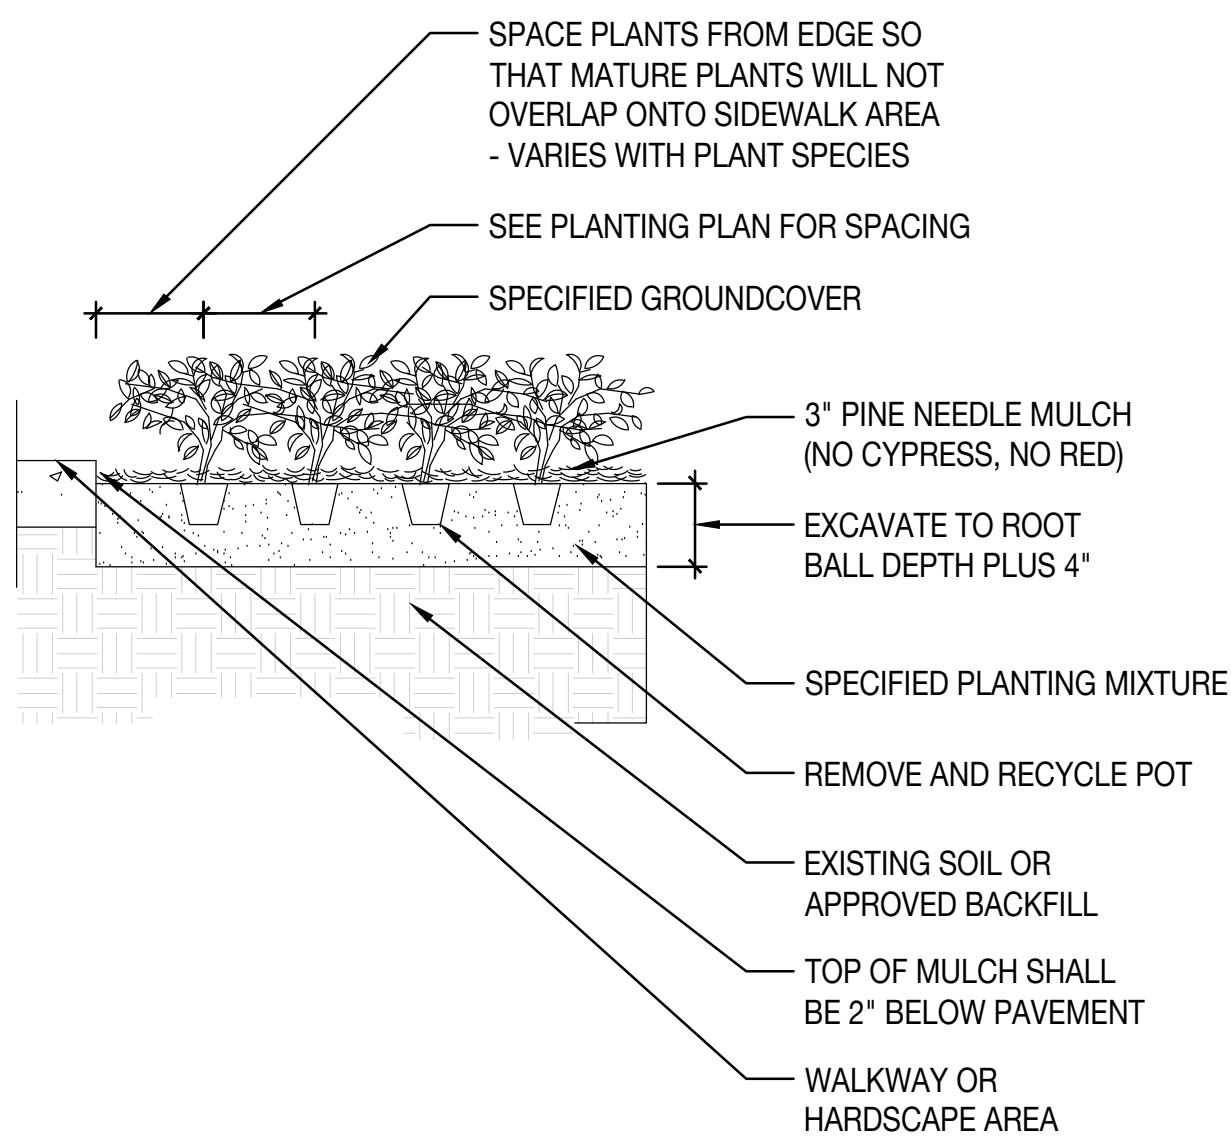 SPACE PLANTS FROM EDGE SO
THAT MATURE PLANTS WILL NOT
OVERLAP ONTO SIDEWALK AREA
- VARIES WITH PLANT SPECIES
SEE PLANTING PLAN FOR SPACING
SPECIFIED GROUNDCOVER
3" PINE NEEDLE MULCH
(NO CYPRESS, NO RED)
EXCAVATE TO ROOT
BALL DEPTH PLUS 4"
SPECIFIED PLANTING MIXTURE
REMOVE AND RECYCLE POT
EXISTING SOIL OR
APPROVED BACKFILL
TOP OF MULCH SHALL
BE 2" BELOW PAVEMENT
WALKWAY OR
HARDSCAPE AREA